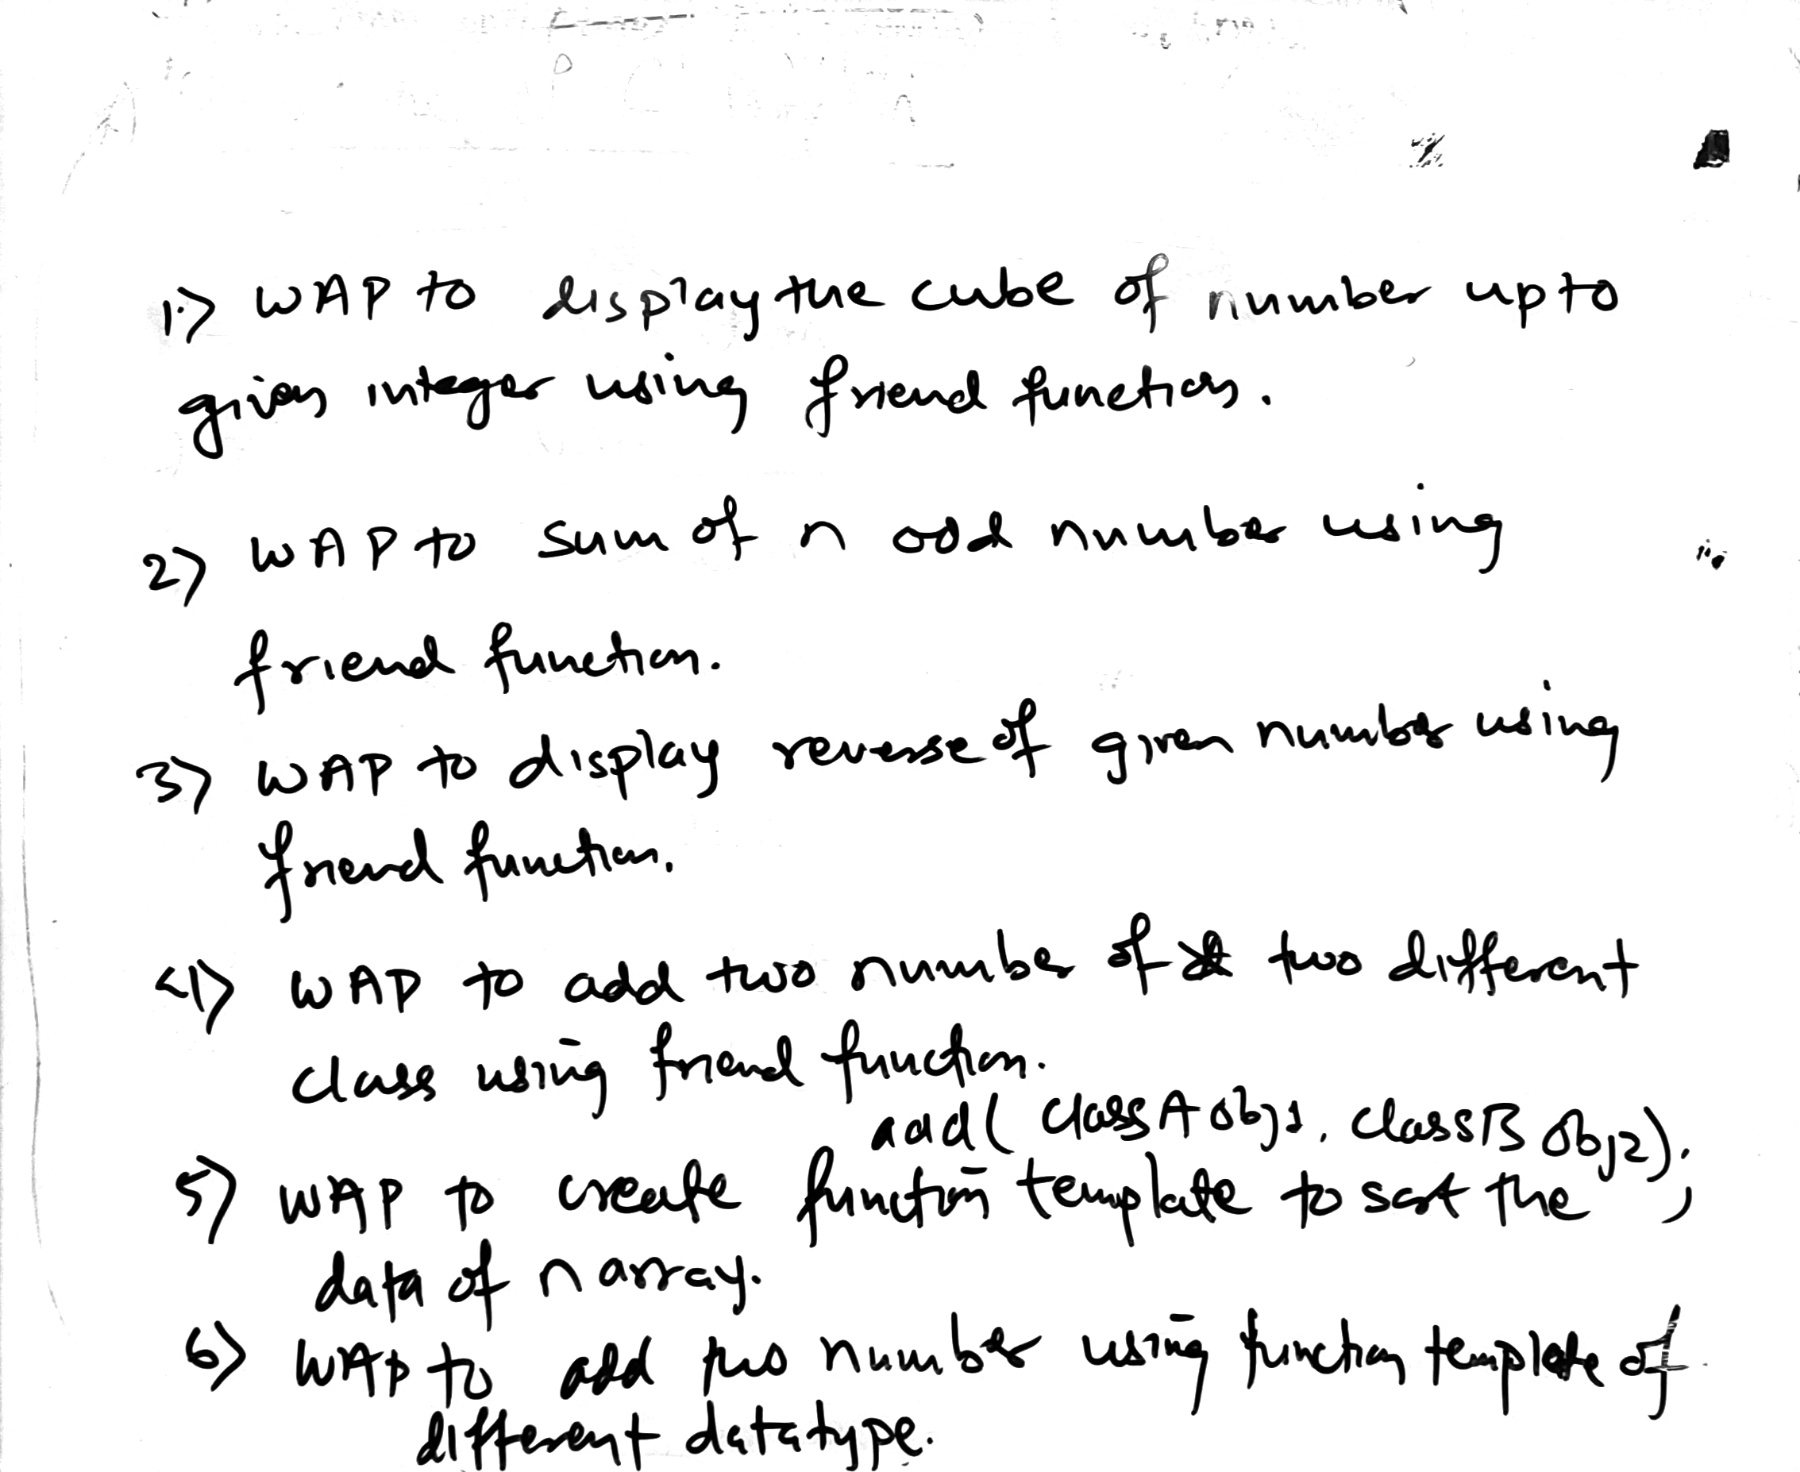 1.) WAP to display the cube of number upto
given integer using friend function.
2) WAP to sum of n odd number using
friend function.
3) WAP to display reverse of given number using
friend function.
4) WAP to add two number of two different
class using friend function.
add( classA obj1, classB obj2);
5) WAP to create function template to sort the
data of n array.
6) WAP to add two number using function template of
different datatype.